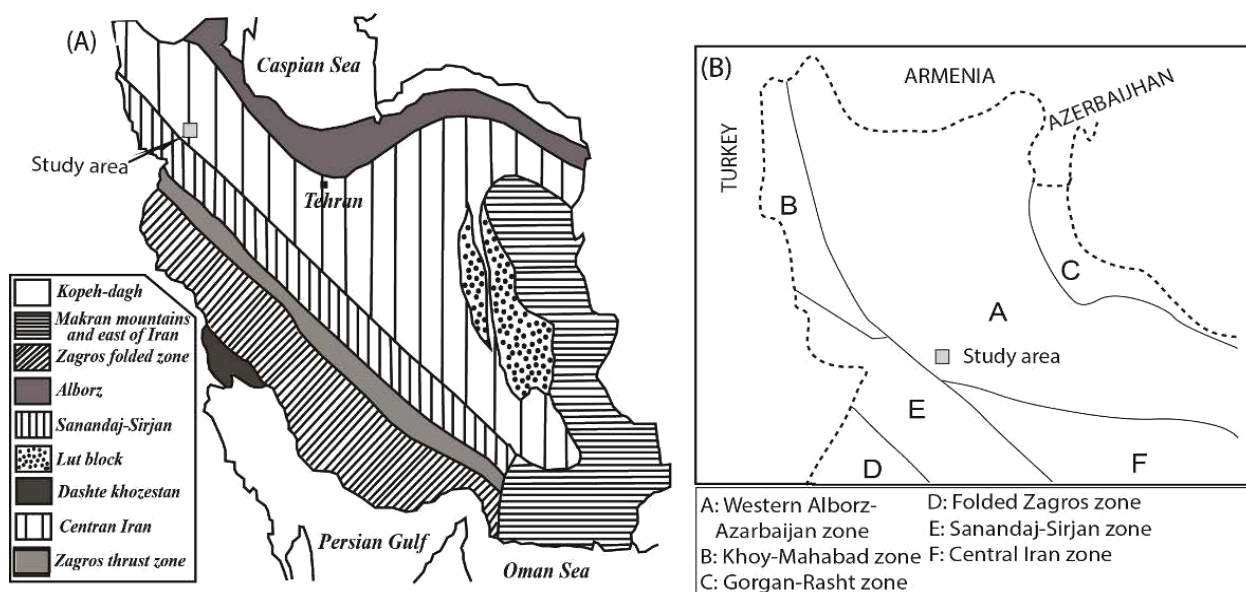 (A)
Caspian Sea
Study area
Tehran
Kopeh-dagh
Makran mountains
and east of Iran
Zagros folded zone
Alborz
Sanandaj-Sirjan
Lut block
Dashte khozestan
Centran Iran
Zagros thrust zone
Persian Gulf
Oman Sea
(B)
ARMENIA
AZERBAIJHAN
TURKEY
B
C
A
Study area
E
D
F
A: Western Alborz-
Azarbaijan zone
B: Khoy-Mahabad zone
C: Gorgan-Rasht zone
D: Folded Zagros zone
E: Sanandaj-Sirjan zone
F: Central Iran zone